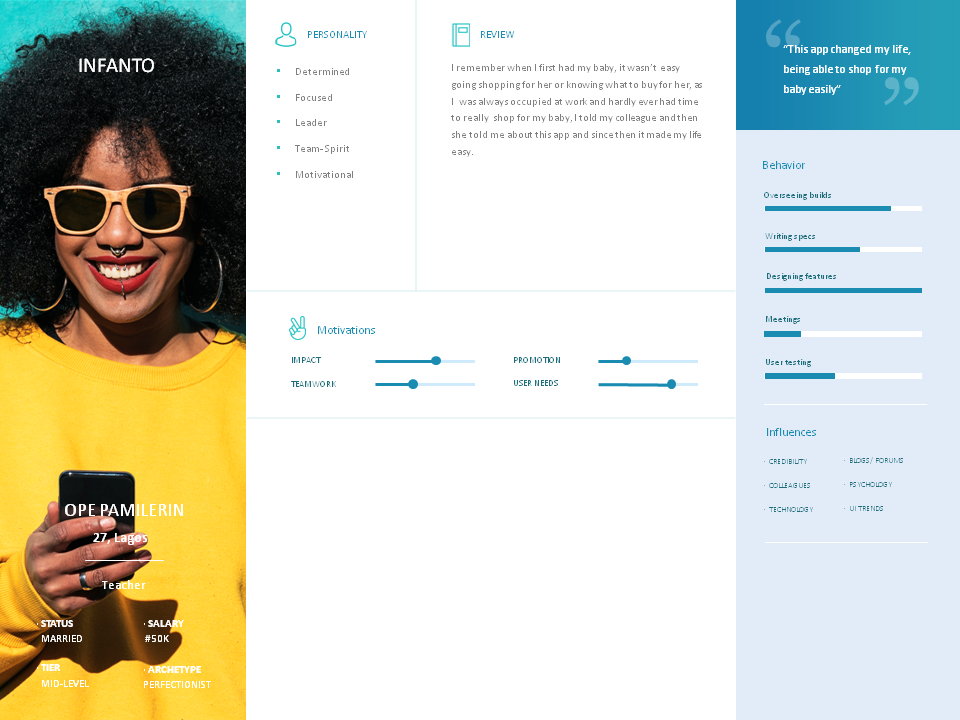 INFANTO
OPE PAMILERIN
27, Lagos
Teacher
· STATUS
MARRIED
· SALARY
#50K
· TIER
MID-LEVEL
· ARCHETYPE
PERFECTIONIST
PERSONALITY
• Determined
• Focused
• Leader
• Team-Spirit
• Motivational
REVIEW
I remember when I first had my baby, it wasn't easy
going shopping for her or knowing what to buy for her, as
I was always occupied at work and hardly ever had time
to really shop for my baby, I told my colleague and then
she told me about this app and since then it made my life
easy.
Motivations
IMPACT
TEAMWORK
PROMOTION
USER NEEDS
"This app changed my life,
being able to shop for my
baby easily"
Behavior
Overseeing builds
Writing specs
Designing features
Meetings
User testing
Influences
· CREDIBILITY
· COLLEAGUES
· TECHNOLOGY
· BLOGS / FORUMS
· PSYCHOLOGY
· UI TRENDS